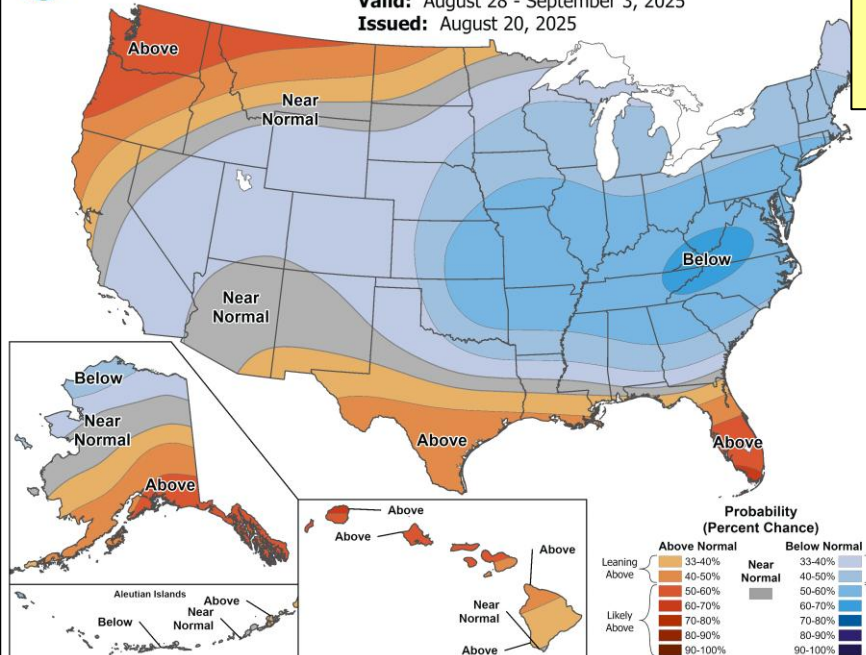 Valid: August 28 - September 3, 2025
Issued: August 20, 2025
Above
Near
Normal
Below
Near
Normal
Above
Above
Below
Near
Normal
Above
Aleutian Islands
Above
Near
Normal
Below
Above
Above
Above
Near
Normal
Above
Probability
(Percent Chance)
Above Normal
Near
Normal
Below Normal
Leaning
Above
33-40%
40-50%
Likely
Above
50-60%
60-70%
70-80%
80-90%
90-100%
33-40%
40-50%
50-60%
60-70%
70-80%
80-90%
90-100%